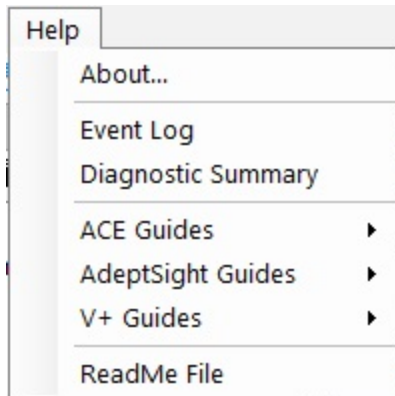 Help
About...
Event Log
Diagnostic Summary
ACE Guides
AdeptSight Guides
V+ Guides
ReadMe File